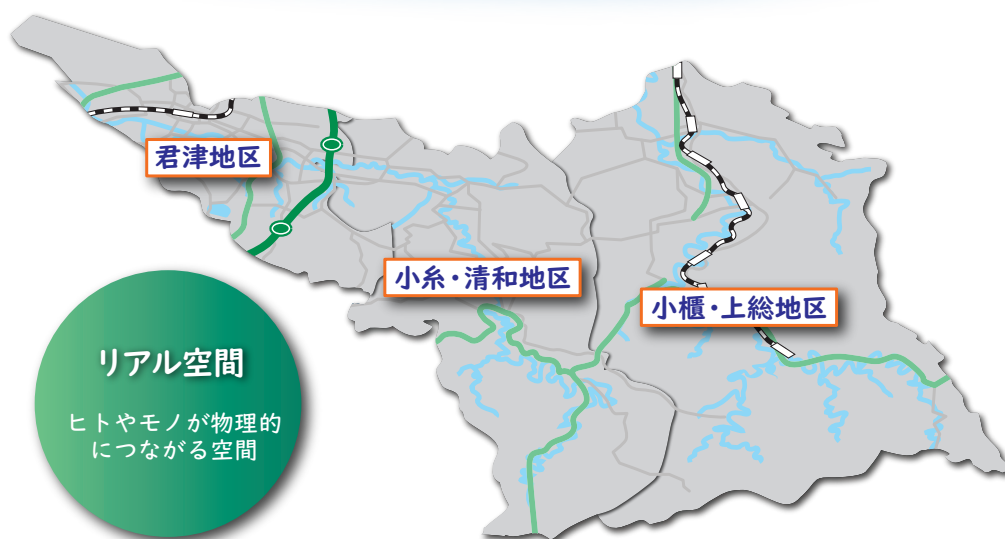 君津地区
小糸・清和地区
小櫃・上総地区
リアル空間
ヒトやモノが物理的
につながる空間